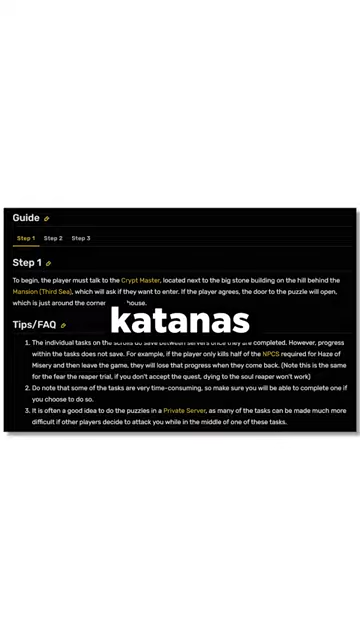 Guide
Step 1 Step 2 Step 3
Step 1
To begin, the player must talk to the Crypt Master, located next to the big stone building on the hill behind the
Mansion (Third Sea), which will ask if they want to enter. If the player agrees, the door to the puzzle will open,
which is just around the corner house.
Tips/FAQ
katanas
1. The individual tasks on the scrolls do save between servers once they are completed. However, progress
within the tasks does not save. For example, if the player only kills half of the NPCS required for Haze of
Misery and then leave the game, they will lose that progress when they come back. (Note this is the same
for the fear the reaper trial, if you don't accept the quest, dying to the soul reaper won't work)
2. Do note that some of the tasks are very time-consuming, so make sure you will be able to complete one if
you choose to do so.
3. It is often a good idea to do the puzzles in a Private Server, as many of the tasks can be made much more
difficult if other players decide to attack you while in the middle of one of these tasks.